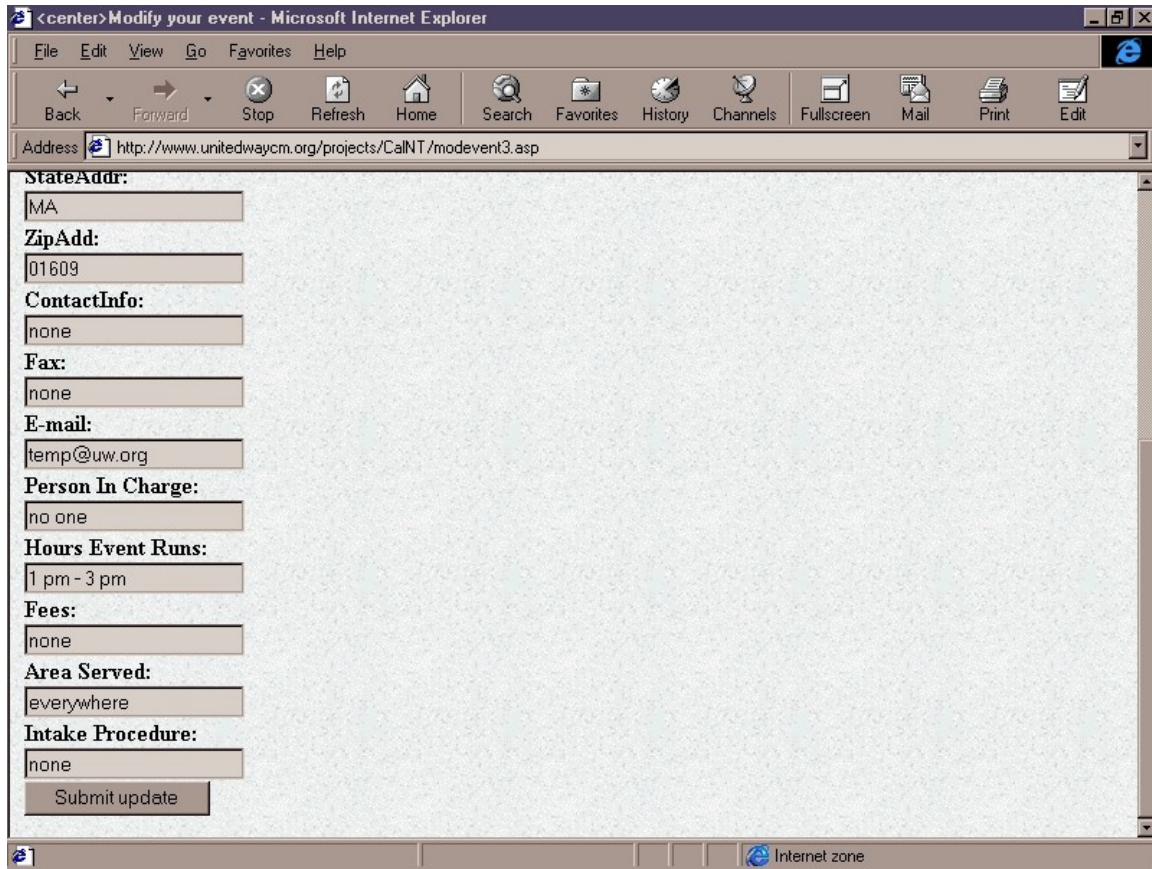 <center>Modify your event - Microsoft Internet Explorer
File Edit View Go Favorites Help
Back Forward Stop Refresh Home Search Favorites History Channels Fullscreen Mail Print Edit
Address http://www.unitedwaycm.org/projects/CalNT/modevent3.asp
StateAddr:
MA
ZipAdd:
01609
ContactInfo:
none
Fax:
none
E-mail:
temp@uw.org
Person In Charge:
no one
Hours Event Runs:
1 pm - 3 pm
Fees:
none
Area Served:
everywhere
Intake Procedure:
none
Submit update
Internet zone